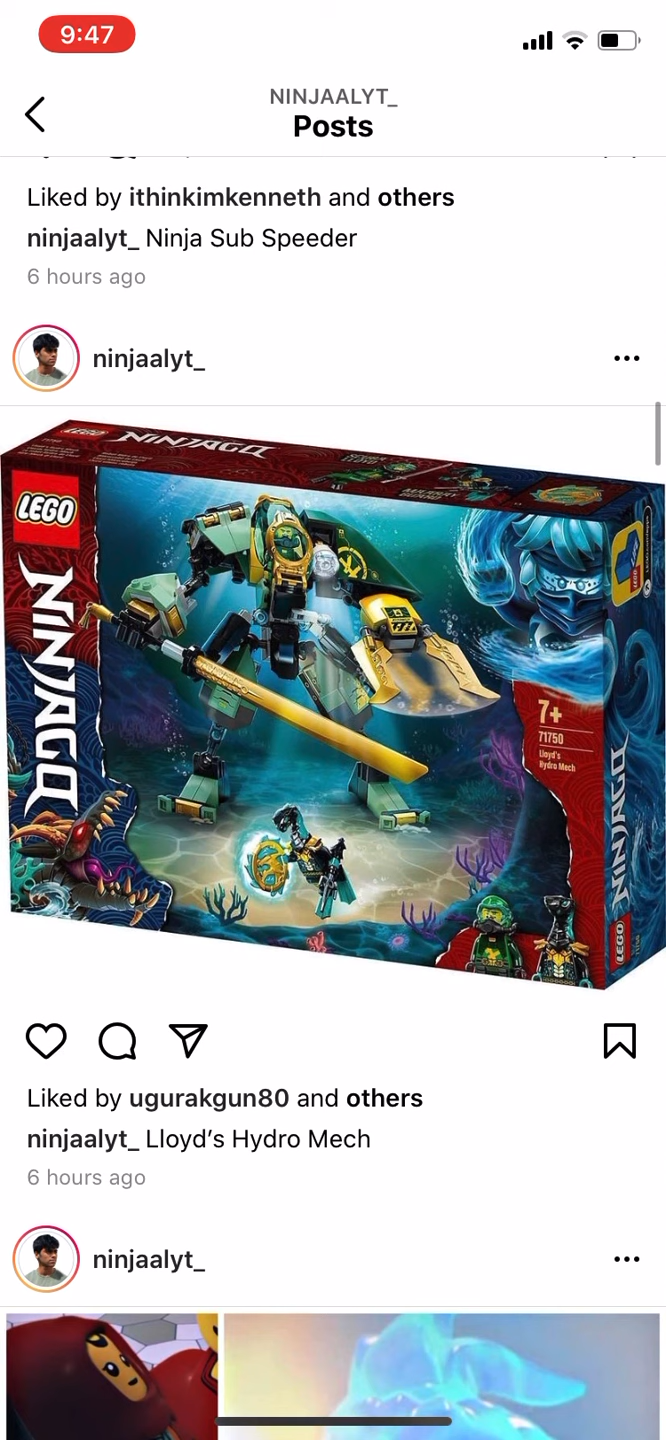 9:47
NINJAALYT_
Posts
Liked by ithinkimkenneth and others
ninjaalyt_ Ninja Sub Speeder
6 hours ago
ninjaalyt_
LEGO NINJAGO
LEGO
NINJAGO
7+
71750
Lloyd's
Hydro Mech
NINJAGO
LEGO
Liked by ugurakgun80 and others
ninjaalyt_ Lloyd’s Hydro Mech
6 hours ago
ninjaalyt_